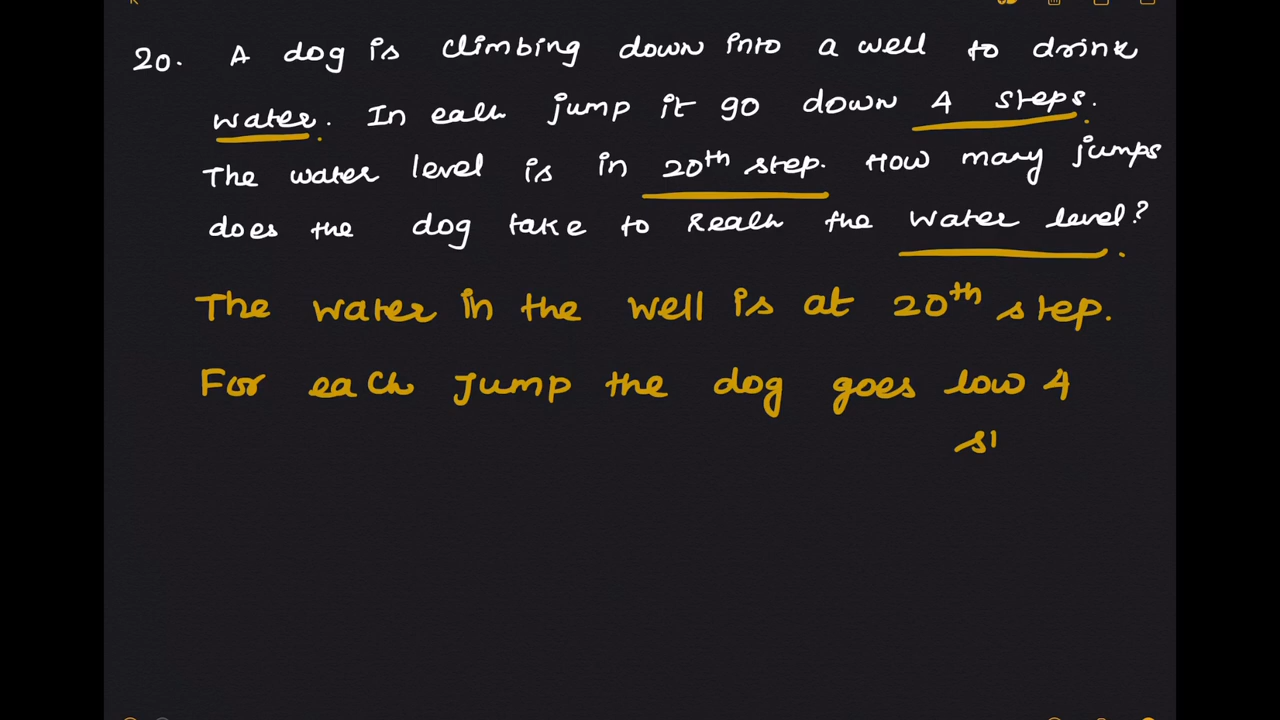 20. A dog is climbing down into a well to drink
water. In each jump it go down 4 steps.
The water level is in 20th step. How many jumps
does the dog take to Reach the water level?
The water in the well is at 20th step.
For each Jump the dog goes low 4